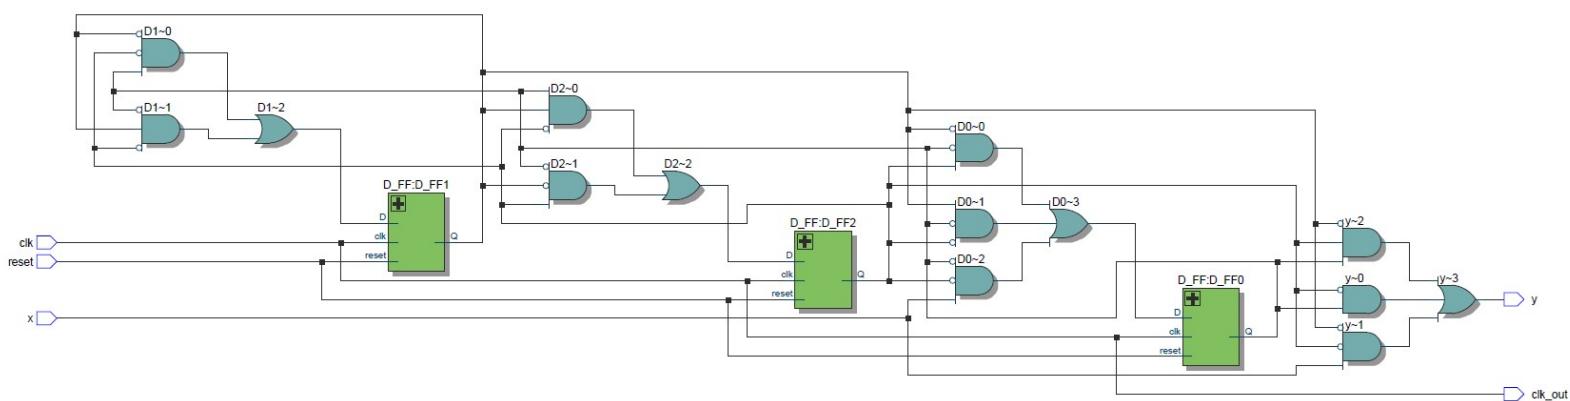 D1~0
D1~1
D1~2
D2~0
D2~1
D2~2
D0~0
D0~1
D0~2
D0~3
D_FF:D_FF1
D
clk
reset
Q
D_FF:D_FF2
D
clk
reset
Q
D_FF:D_FF0
D
clk
reset
Q
y~2
y~0
y~1
y~3
clk
reset
x
y
clk_out